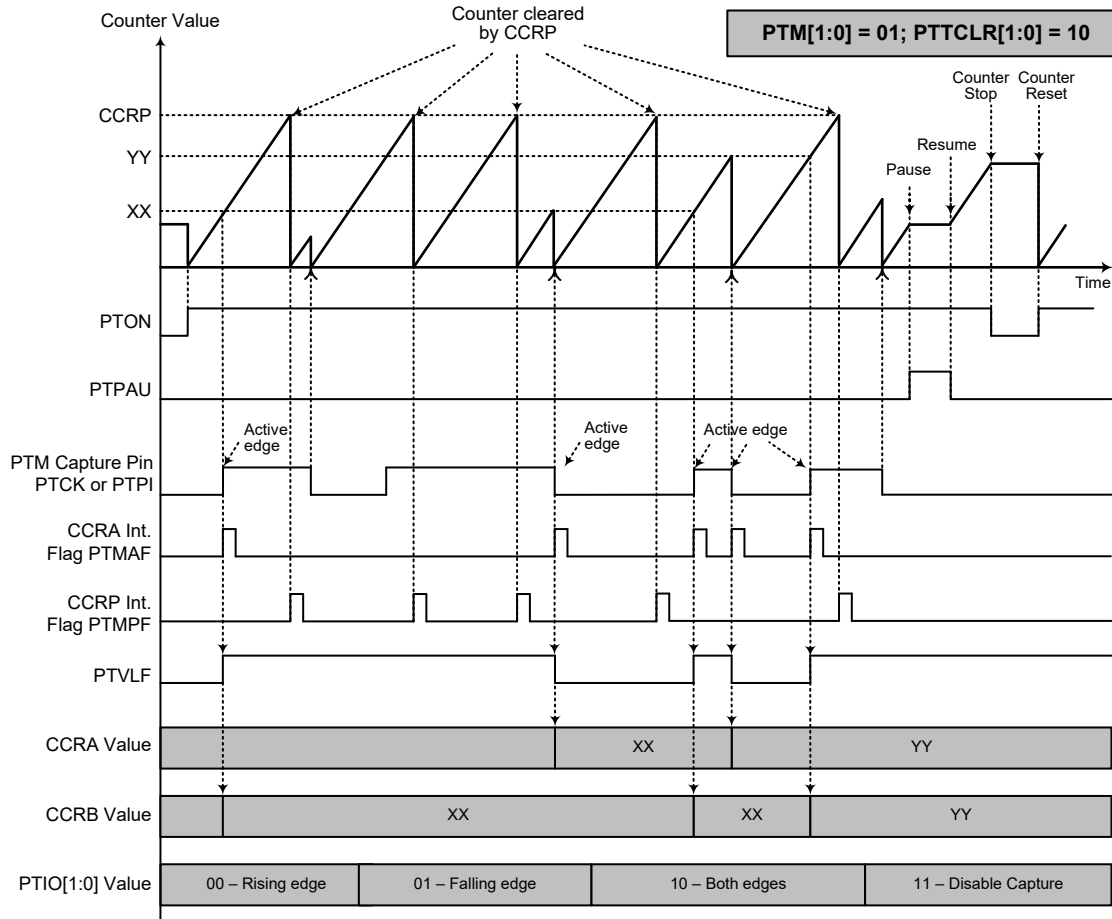 Counter Value
Counter cleared
by CCRP
PTM[1:0] = 01; PTTCLR[1:0] = 10
Counter
Stop
Counter
Reset
CCRP
YY
Resume
Pause
XX
Time
PTON
PTPAU
Active
edge
Active
edge
Active edge
PTM Capture Pin
PTCK or PTPI
CCRA Int.
Flag PTMAF
CCRP Int.
Flag PTMPF
PTVLF
CCRA Value
XX
YY
CCRB Value
XX
XX
YY
PTIO[1:0] Value
00 – Rising edge
01 – Falling edge
10 – Both edges
11 – Disable Capture